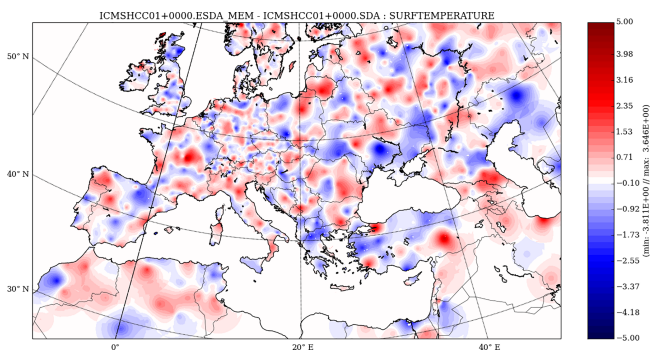 ICMSHCC01+0000.ESDA_MEM - ICMSHCC01+0000.SDA : SURFTEMPERATURE
50° N
40° N
30° N
0°
20° E
40° E
5.00
3.98
3.16
2.35
1.53
0.71
−0.10
−0.92
−1.73
−2.55
−3.37
−4.18
−5.00
(min: -3.811E+00 // max: 3.646E+00)